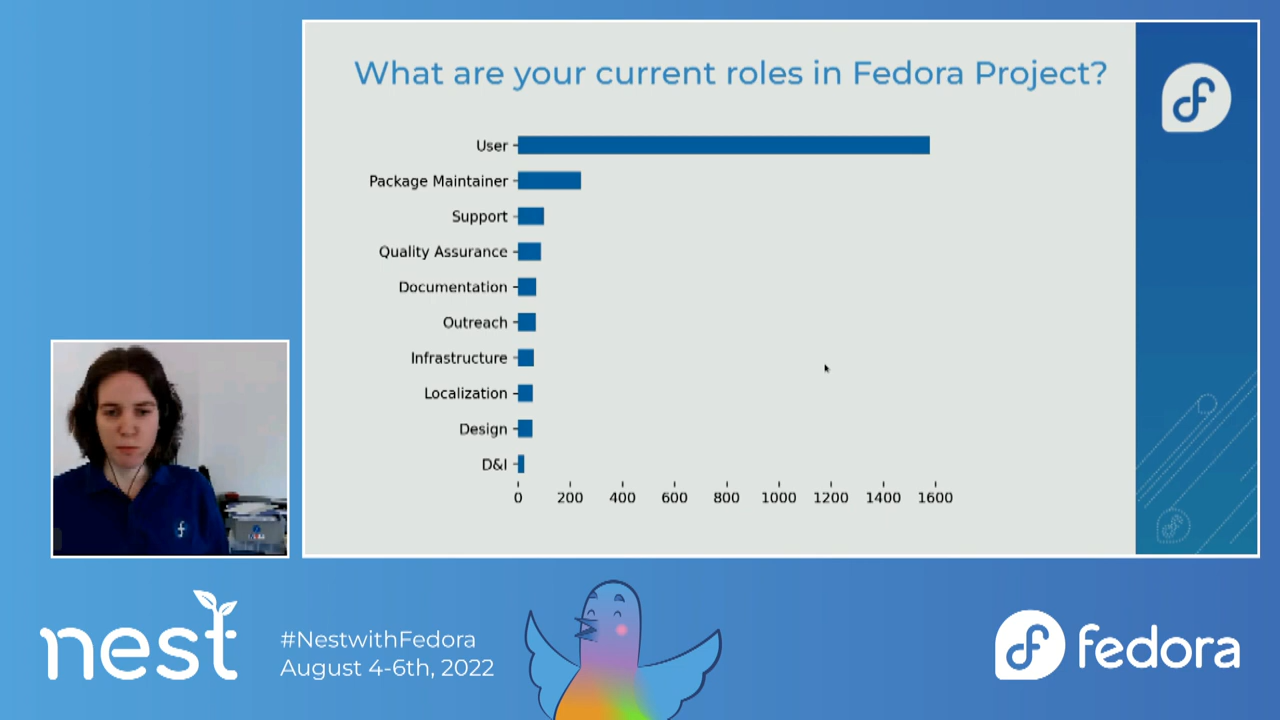 What are your current roles in Fedora Project?
User
Package Maintainer
Support
Quality Assurance
Documentation
Outreach
Infrastructure
Localization
Design
D&I
0 200 400 600 800 1000 1200 1400 1600
nest
#NestwithFedora
August 4-6th, 2022
fedora